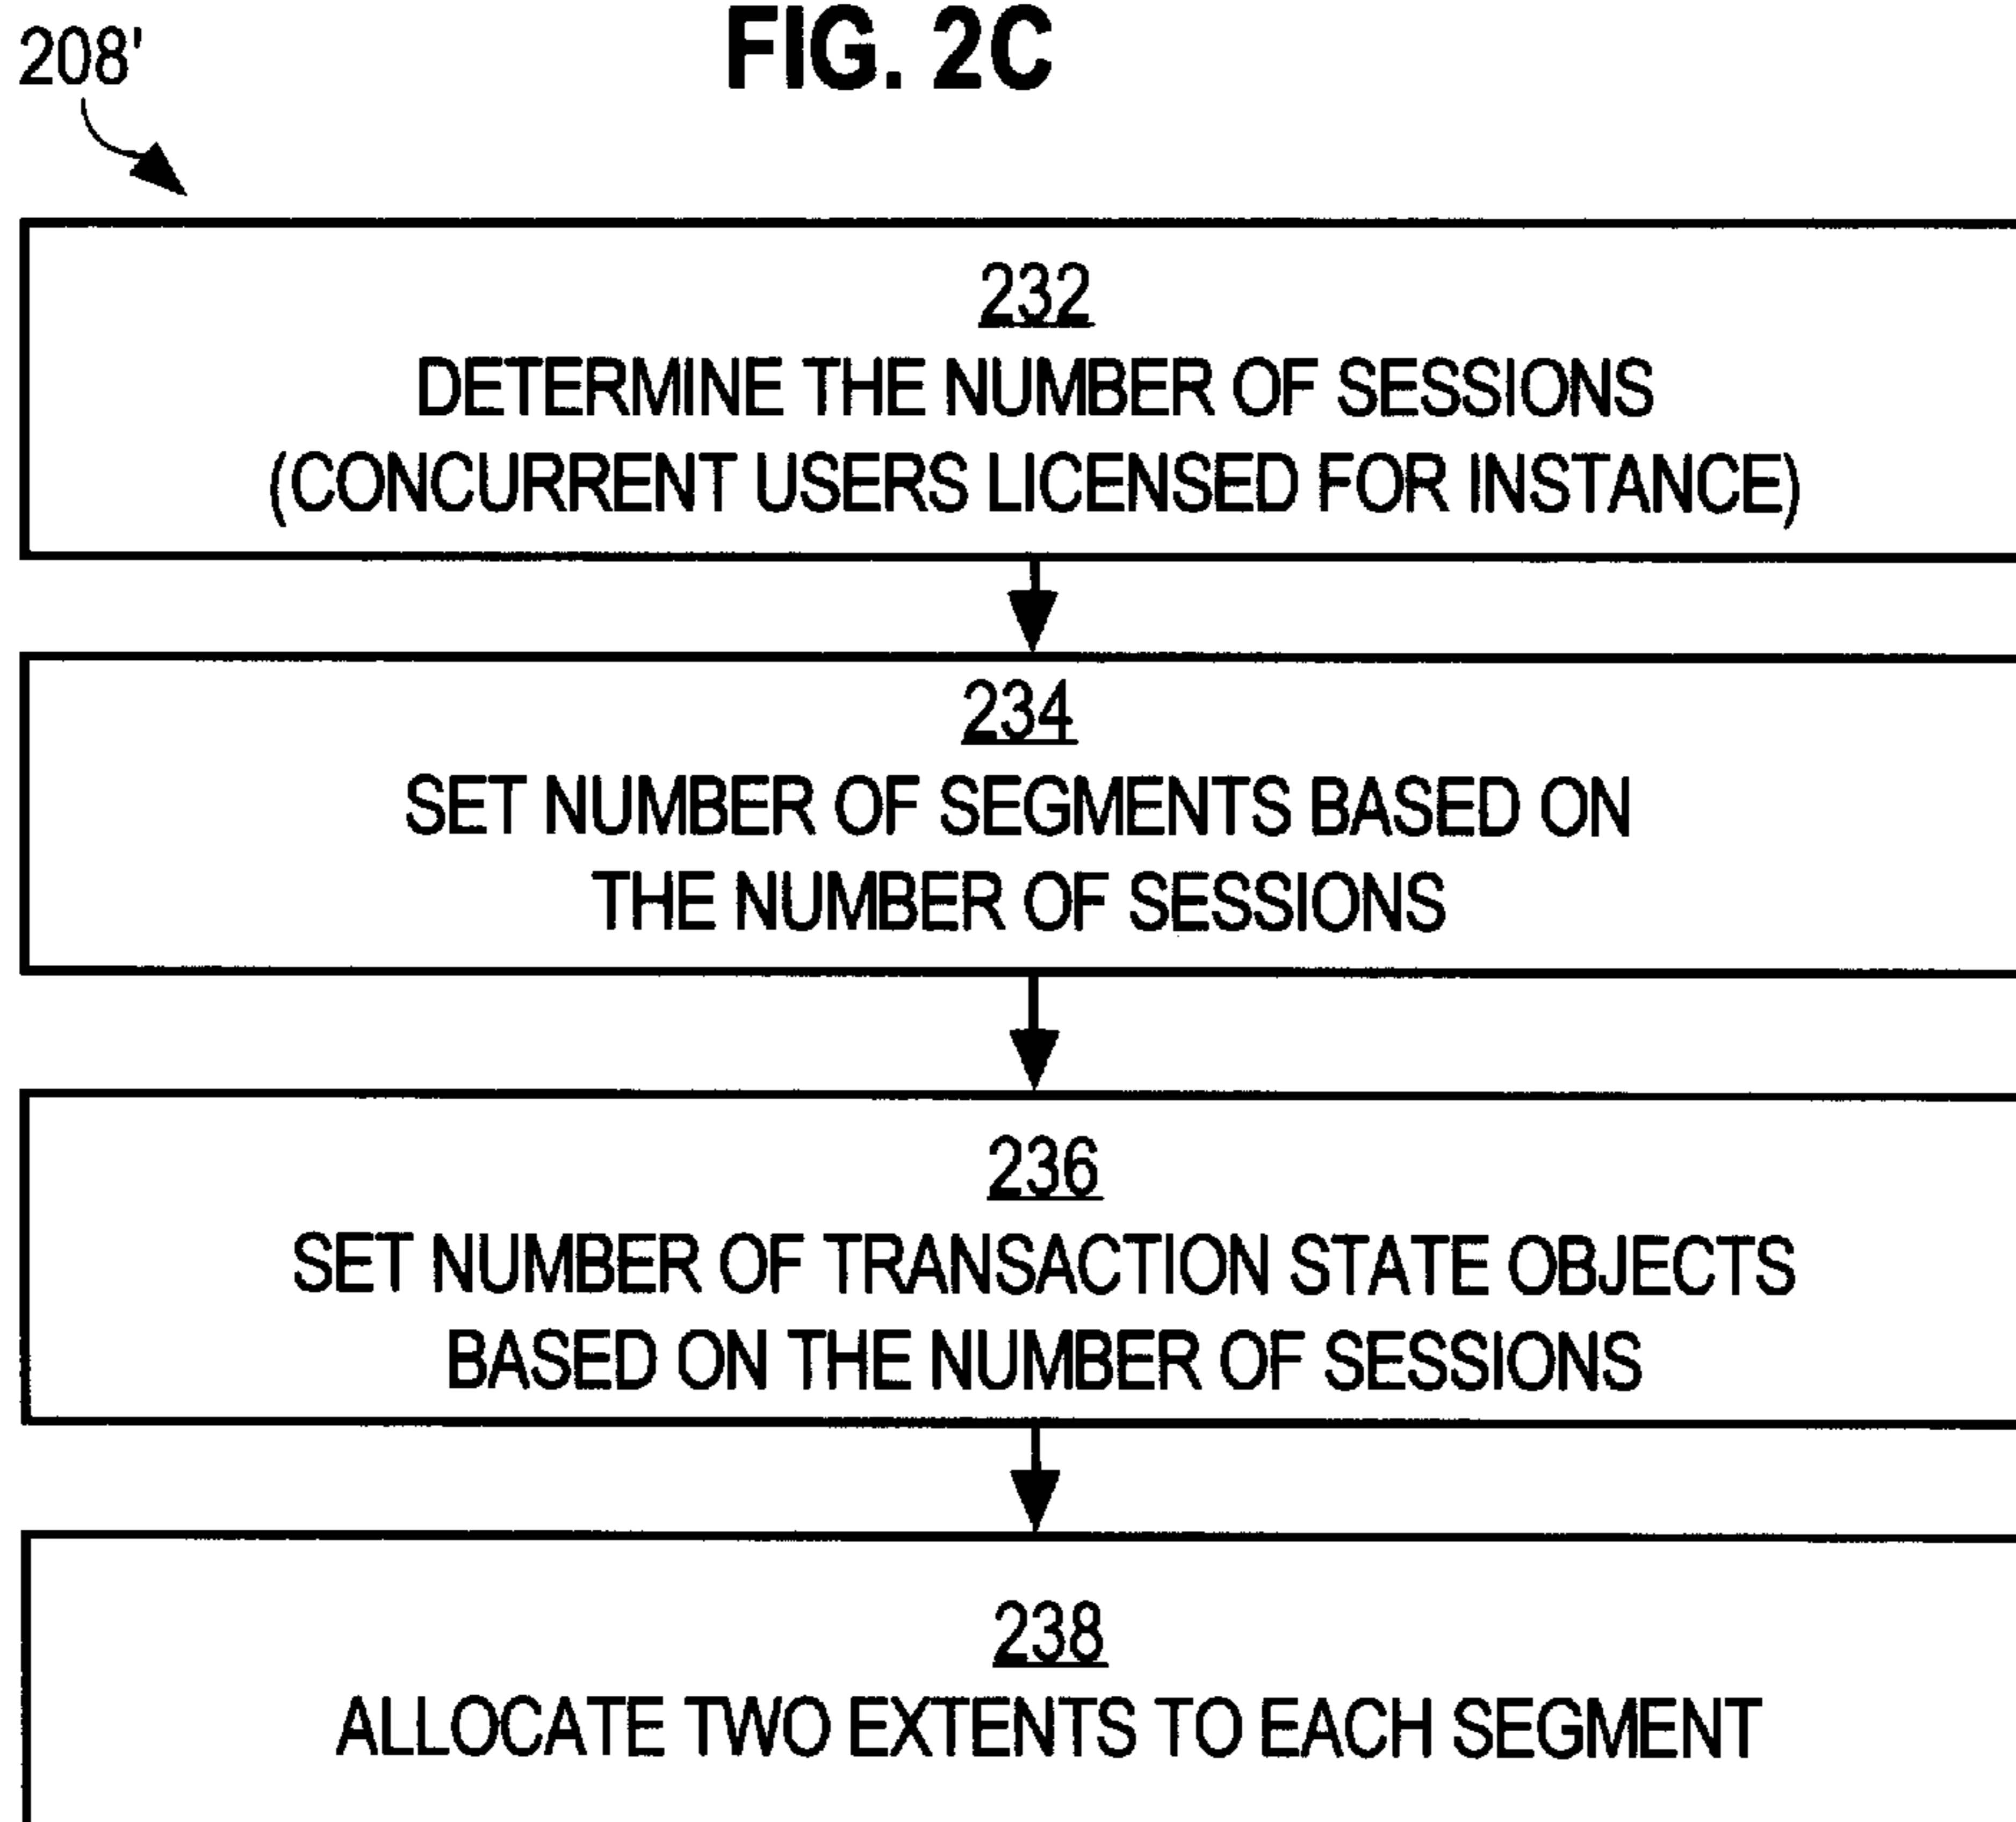 FIG. 2C
208'
232
DETERMINE THE NUMBER OF SESSIONS
(CONCURRENT USERS LICENSED FOR INSTANCE)
234
SET NUMBER OF SEGMENTS BASED ON
THE NUMBER OF SESSIONS
236
SET NUMBER OF TRANSACTION STATE OBJECTS
BASED ON THE NUMBER OF SESSIONS
238
ALLOCATE TWO EXTENTS TO EACH SEGMENT